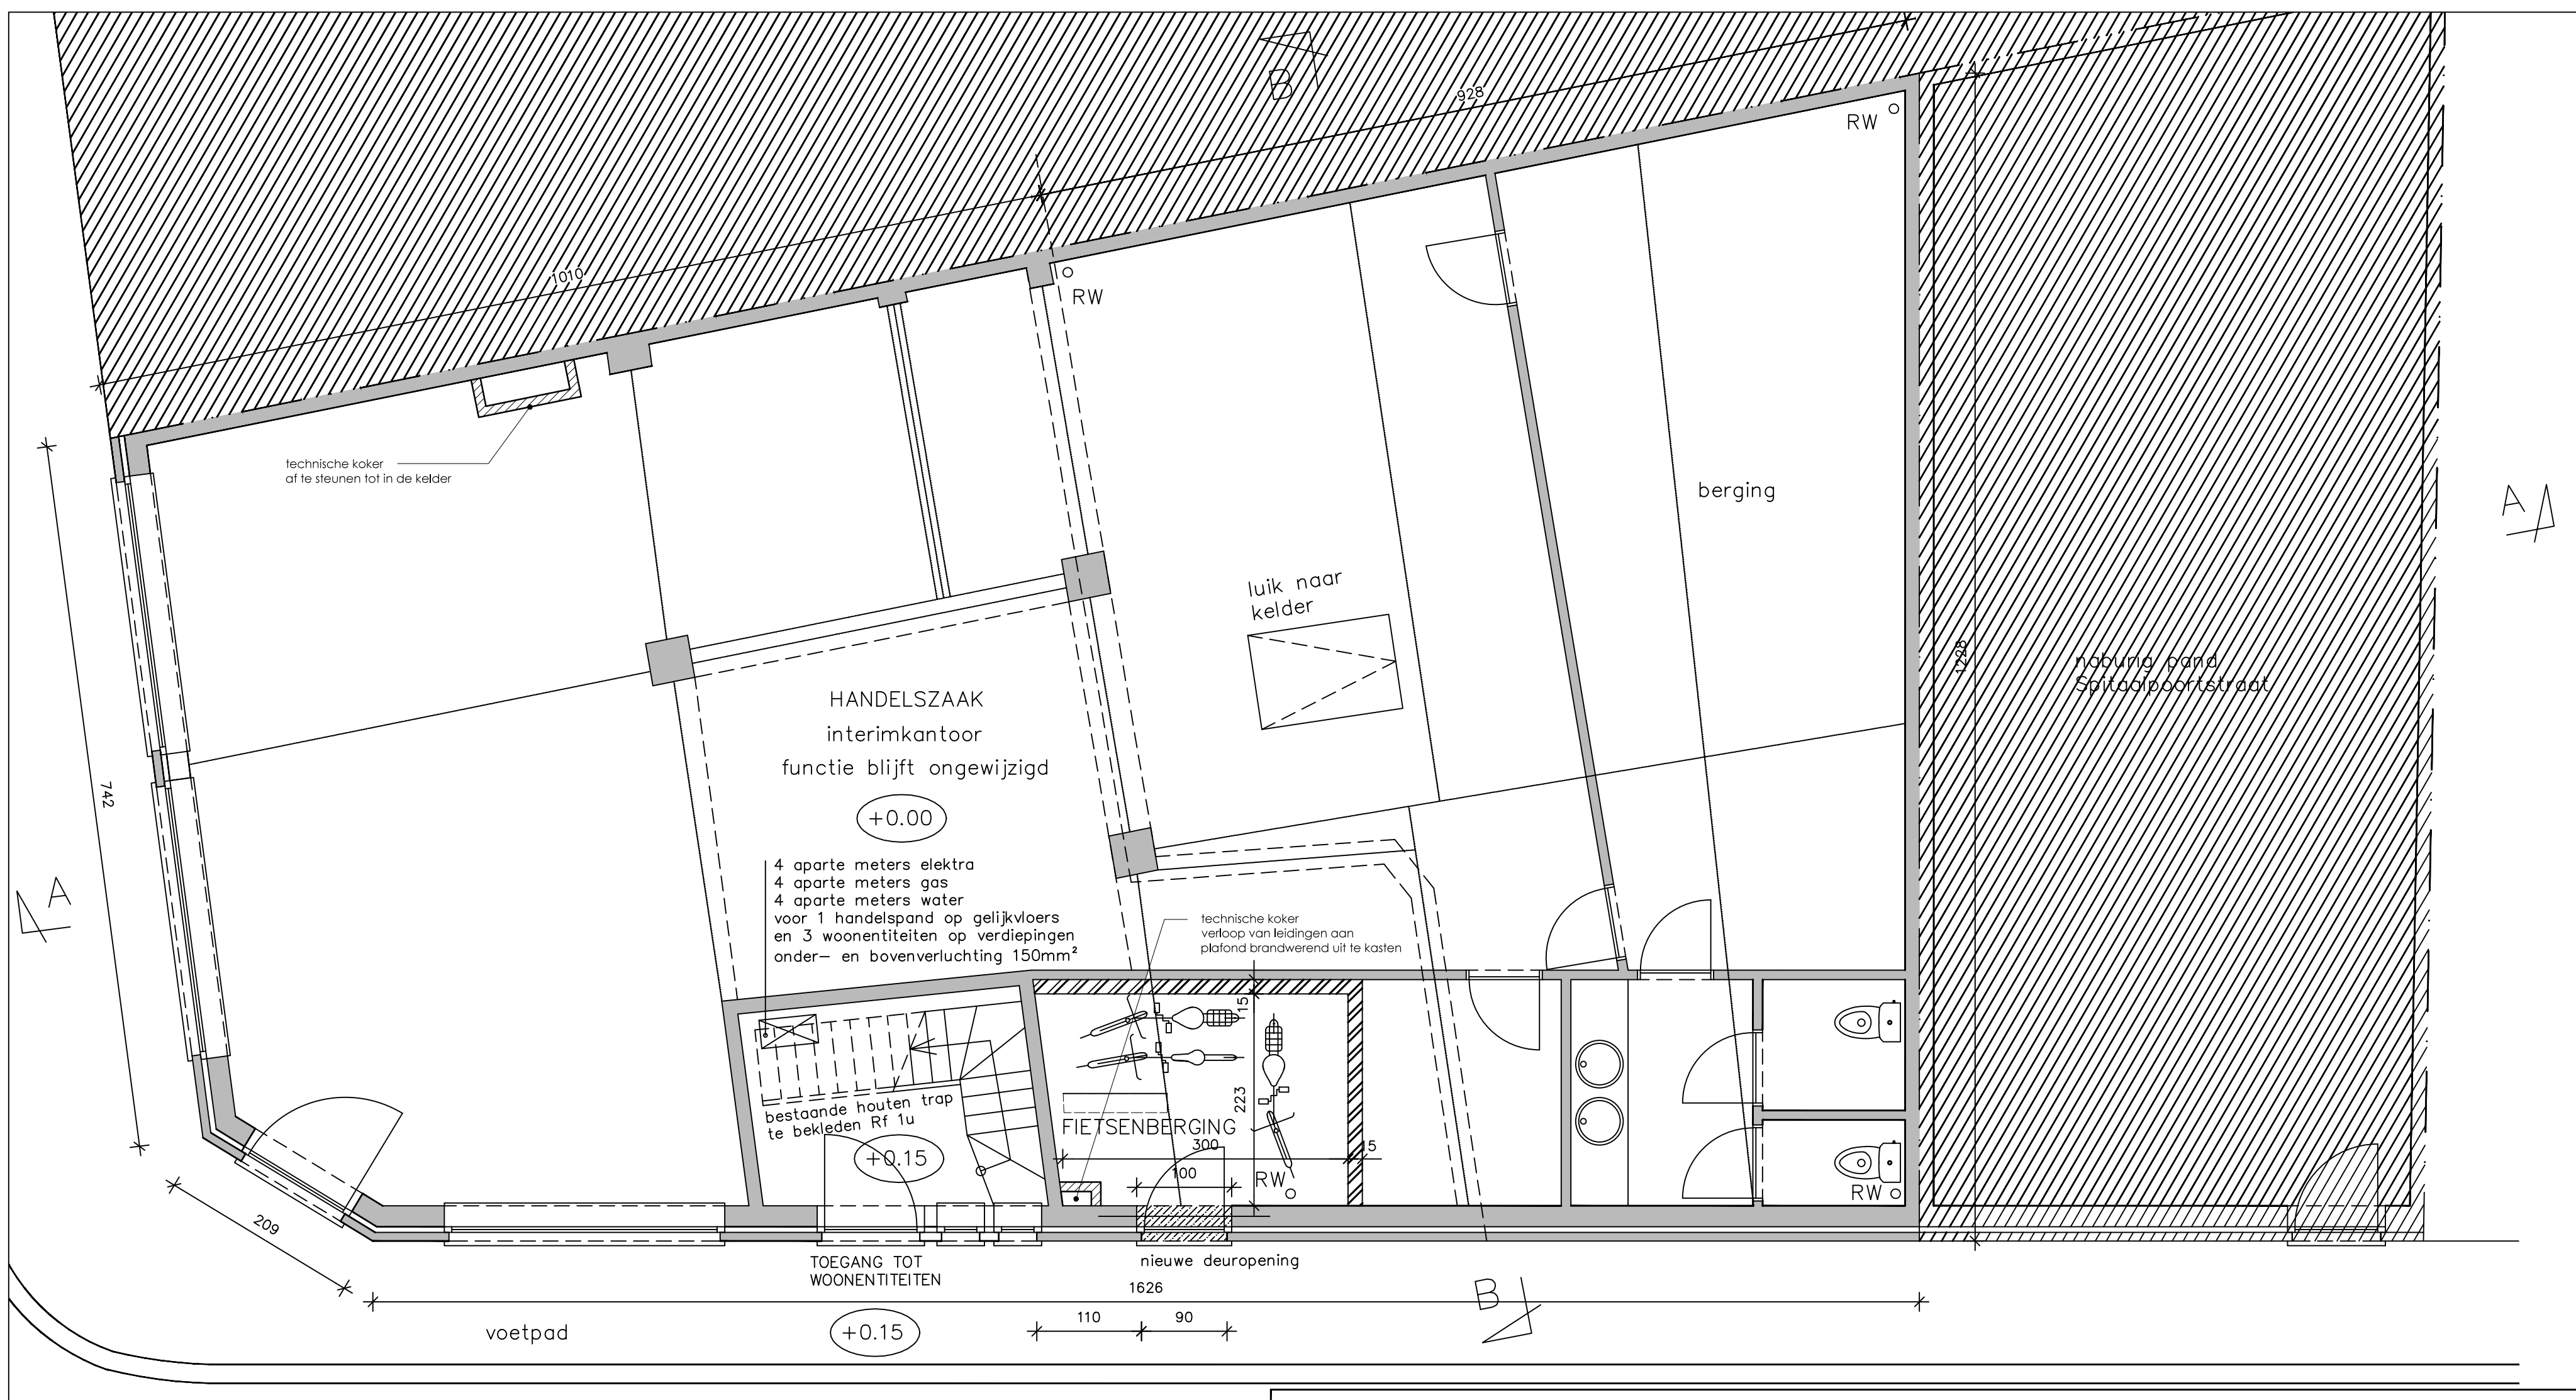 B
928
RW
1010
RW
technische koker
af te steunen tot in de kelder
berging
A
luik naar
kelder
1228
naburig pand
Spitaalpoortstraat
HANDELSZAAK
interimkantoor
functie blijft ongewijzigd
+0.00
742
A
4 aparte meters elektra
4 aparte meters gas
4 aparte meters water
voor 1 handelspand op gelijkvloers
en 3 woonentiteiten op verdiepingen
onder- en bovenverluchting 150mm²
technische koker
verloop van leidingen aan
plafond brandwerend uit te kasten
15
223
bestaande houten trap
te bekleden Rf 1u
+0.15
FIETSENBERGING
300
15
100
RW
RW
209
TOEGANG TOT
WOONENTITEITEN
nieuwe deuropening
1626
B
110
90
voetpad
+0.15